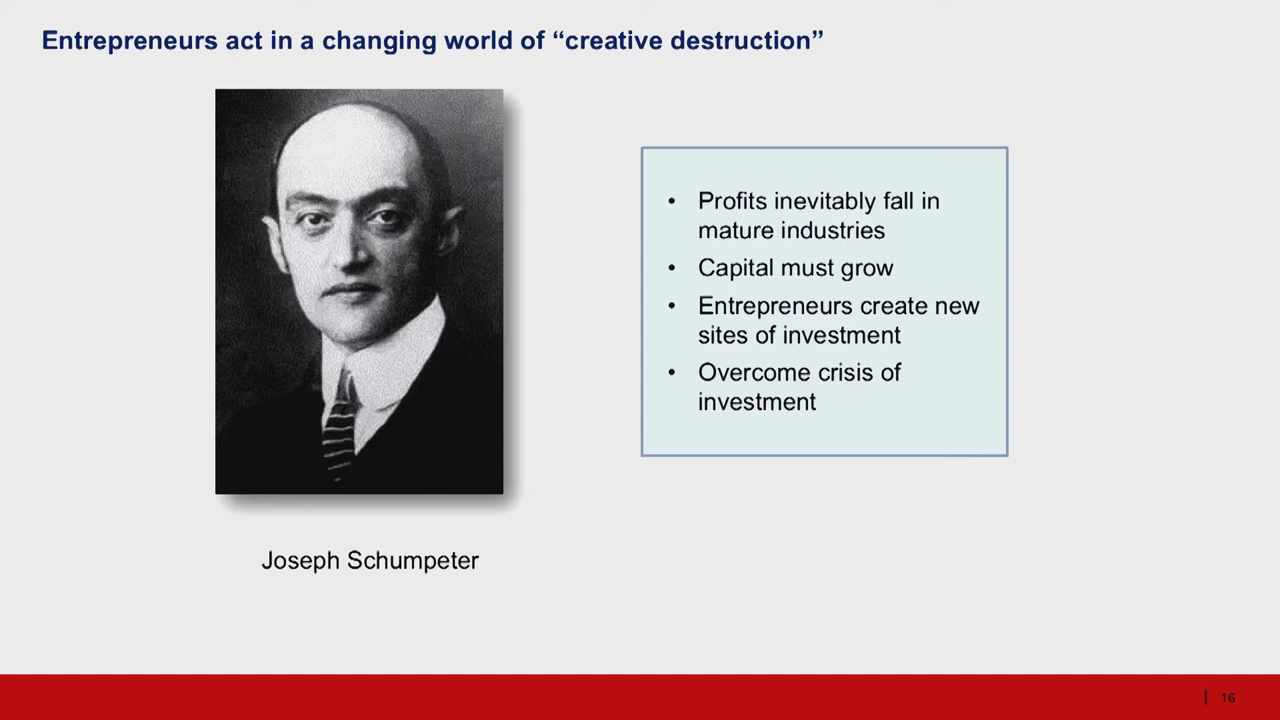 Entrepreneurs act in a changing world of “creative destruction”
• Profits inevitably fall in
mature industries
• Capital must grow
• Entrepreneurs create new
sites of investment
• Overcome crisis of
investment
Joseph Schumpeter
| 16